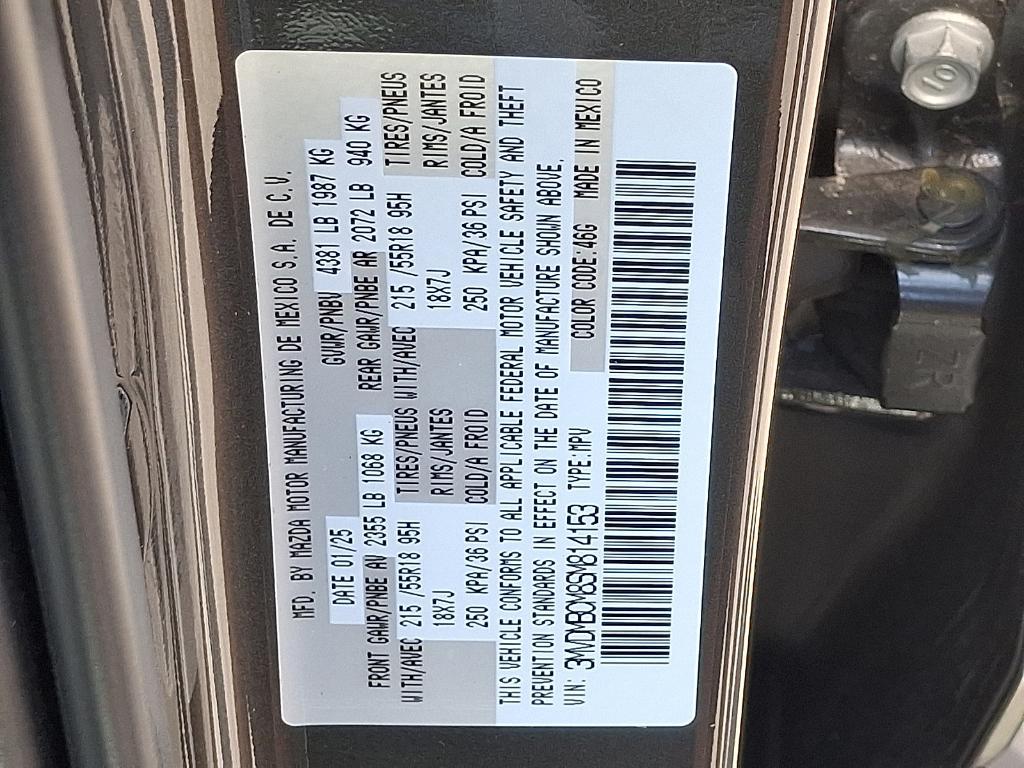 MFD. BY MAZDA MOTOR MANUFACTURING DE MEXICO S.A. DE C.V.
DATE 01/25 GVWR/PNBV 4381 LB 1987 KG
FRONT GAWR/PNBE AV 2355 LB 1068 KG REAR GAWR/PNBE AR 2072 LB 940 KG
WITH/AVEC 215 /55R18 95H TIRES/PNEUS WITH/AVEC 215 /55R18 95H TIRES/PNEUS
18X7J RIMS/JANTES 18X7J RIMS/JANTES
250 KPA/36 PSI COLD/A FROID 250 KPA/36 PSI COLD/A FROID
THIS VEHICLE CONFORMS TO ALL APPLICABLE FEDERAL MOTOR VEHICLE SAFETY AND THEFT
PREVENTION STANDARDS IN EFFECT ON THE DATE OF MANUFACTURE SHOWN ABOVE.
VIN: 3MVDMBCM8SM814153 TYPE:MPV COLOR CODE:46G MADE IN MEXICO
10